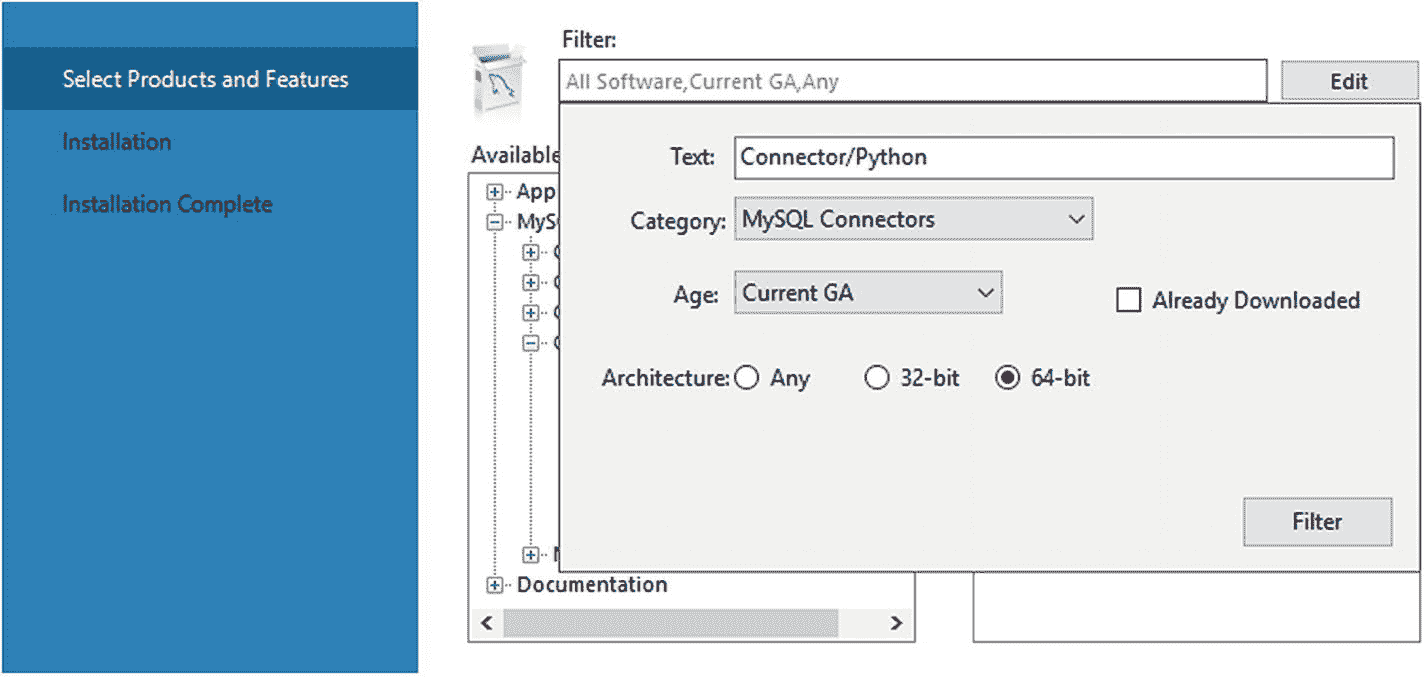 Select Products and Features
Installation
Installation Complete
Filter:
All Software,Current GA,Any
Edit
Text: Connector/Python
Category: MySQL Connectors
Age: Current GA
Already Downloaded
Architecture: Any 32-bit 64-bit
Filter
Available
App
MyS
Documentation